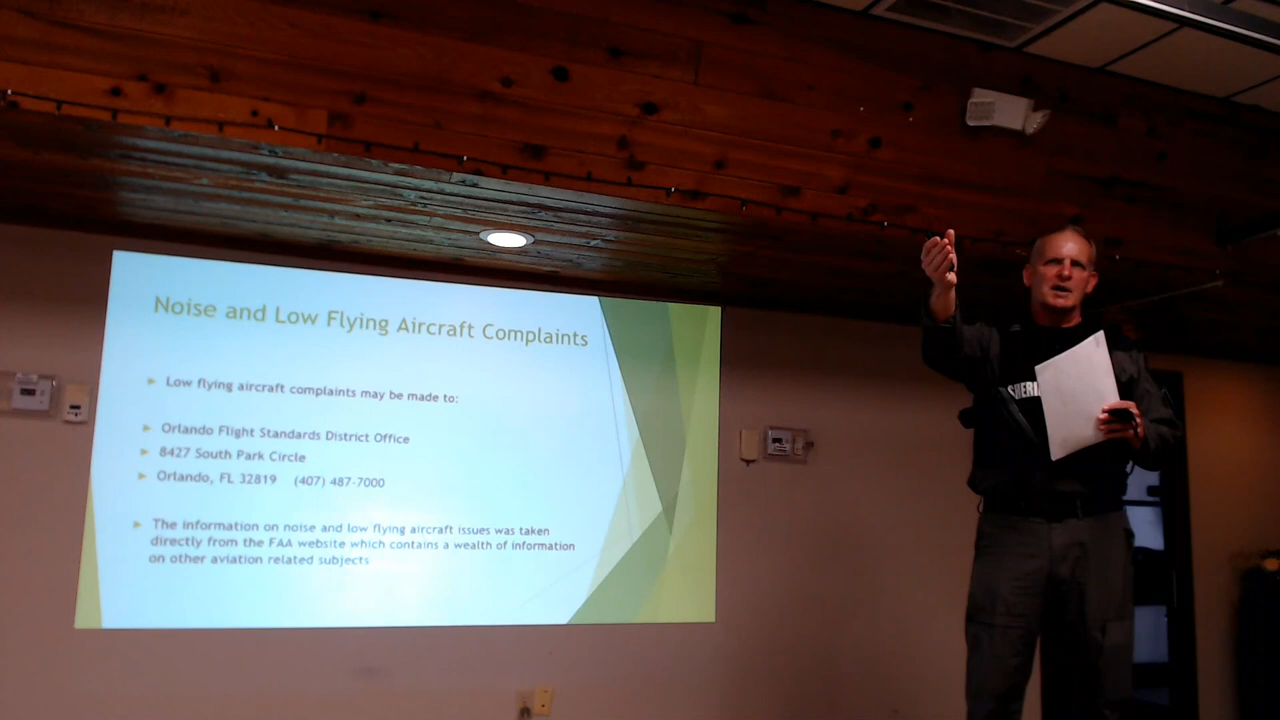 Noise and Low Flying Aircraft Complaints
Low flying aircraft complaints may be made to:
Orlando Flight Standards District Office
8427 South Park Circle
Orlando, FL 32819 (407) 487-7000
The information on noise and low flying aircraft issues was taken
directly from the FAA website which contains a wealth of information
on other aviation related subjects
SHERI